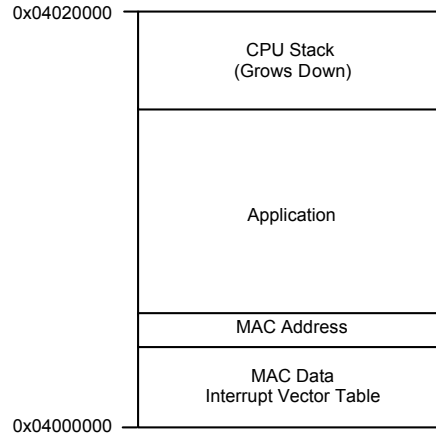 0x04020000
CPU Stack
(Grows Down)
Application
MAC Address
MAC Data
Interrupt Vector Table
0x04000000